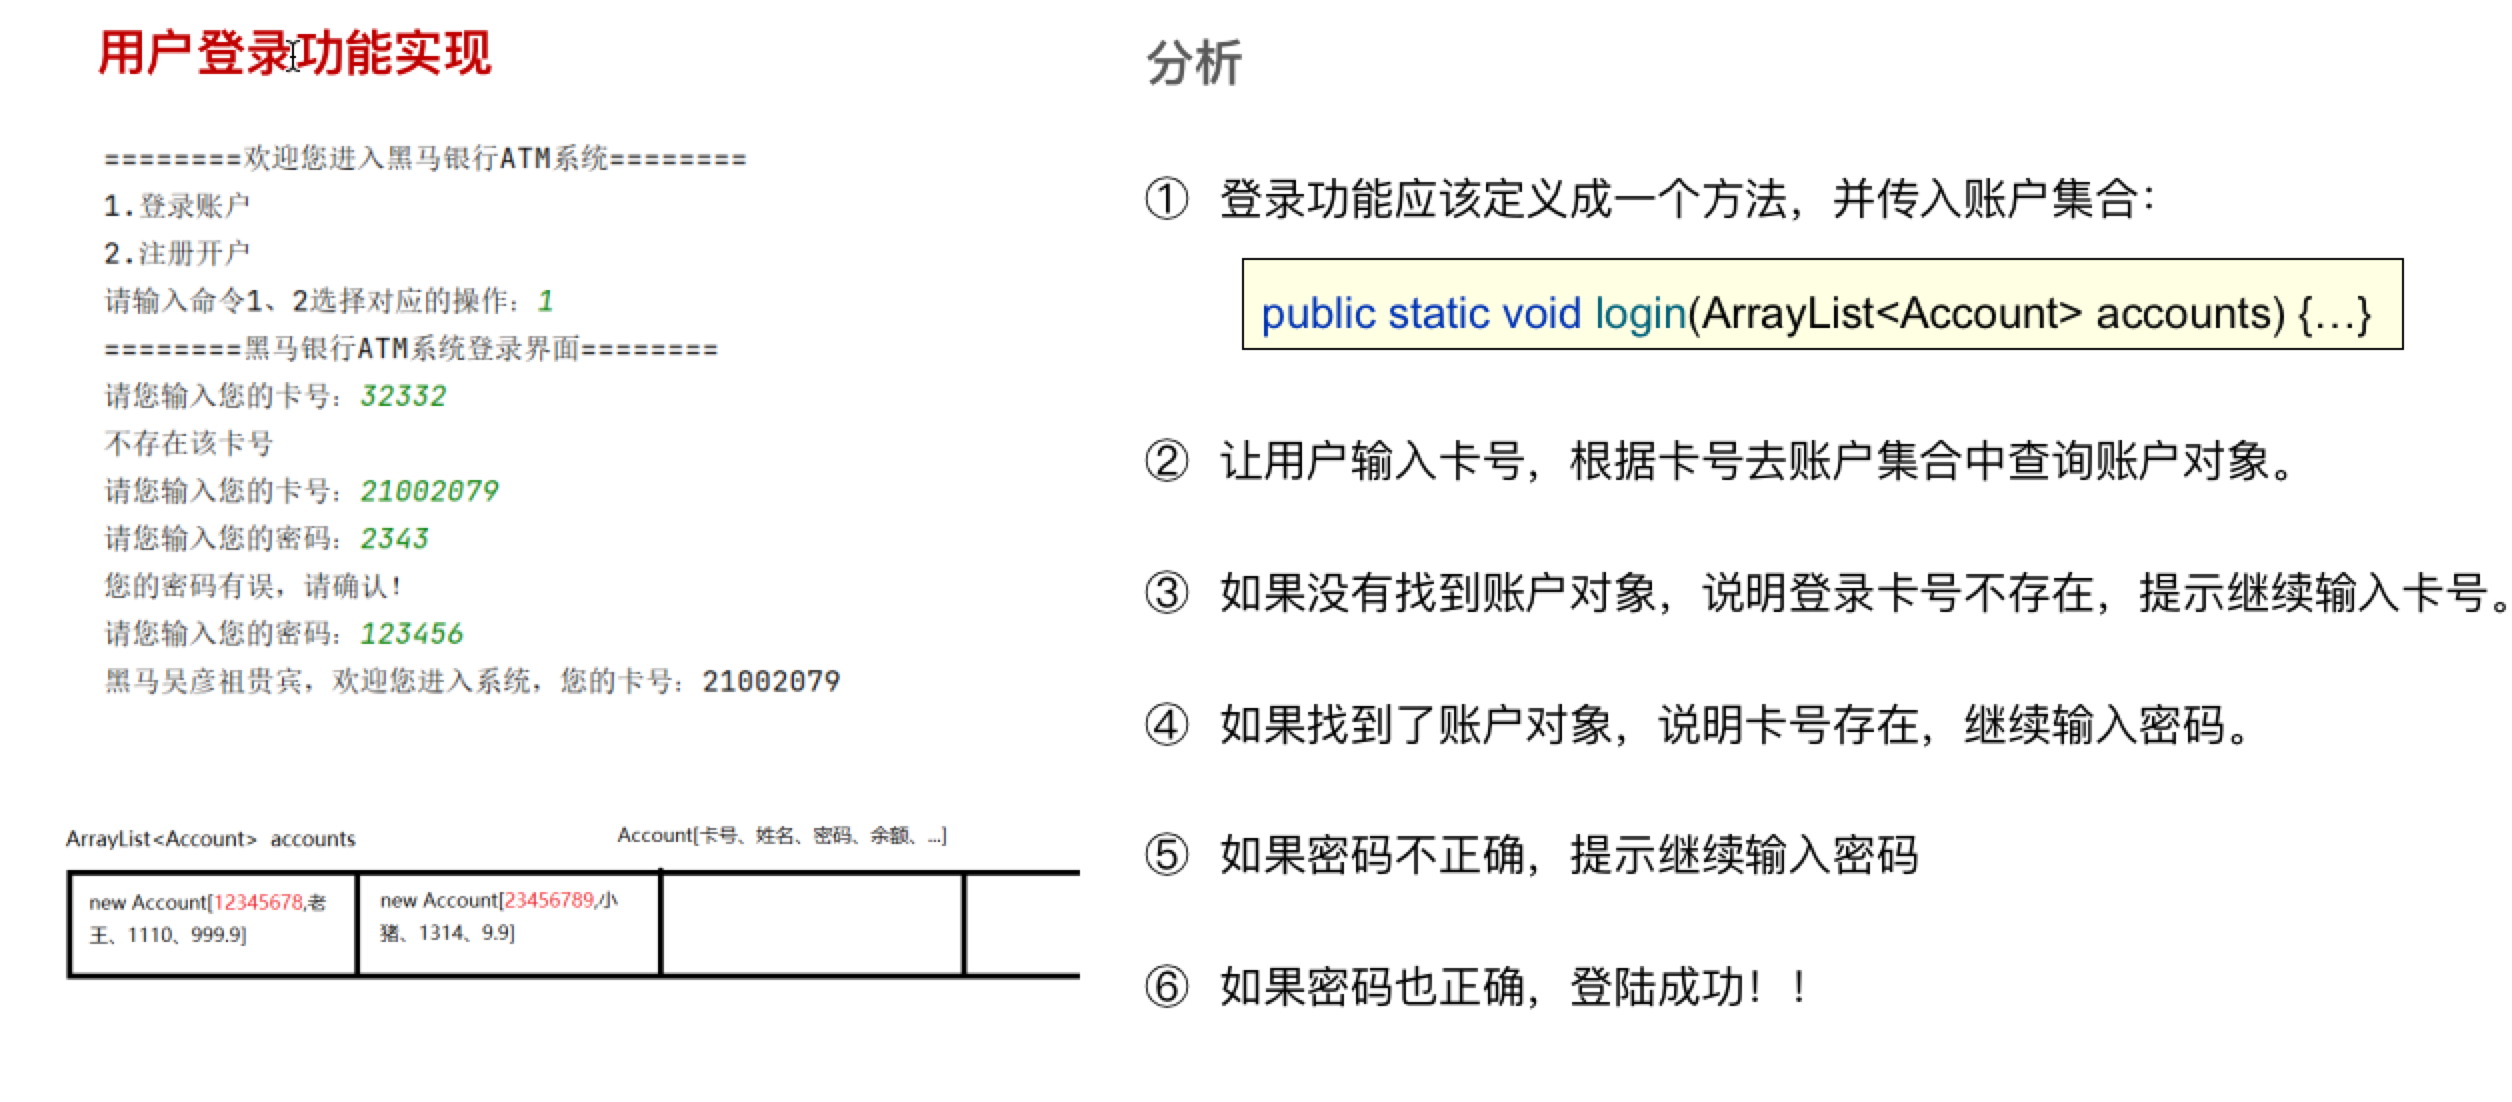 用户登录功能实现
========欢迎您进入黑马银行ATM系统========
1.登录账户
2.注册开户
请输入命令1、2选择对应的操作：1
========黑马银行ATM系统登录界面========
请您输入您的卡号：32332
不存在该卡号
请您输入您的卡号：21002079
请您输入您的密码：2343
您的密码有误，请确认！
请您输入您的密码：123456
黑马吴彦祖贵宾，欢迎您进入系统，您的卡号：21002079
ArrayList<Account> accounts
Account[卡号、姓名、密码、余额、...]
new Account[12345678,老
王、1110、999.9]
new Account[23456789,小
猪、1314、9.9]
分析
① 登录功能应该定义成一个方法，并传入账户集合：
public static void login(ArrayList<Account> accounts) {...}
② 让用户输入卡号，根据卡号去账户集合中查询账户对象。
③ 如果没有找到账户对象，说明登录卡号不存在，提示继续输入卡号。
④ 如果找到了账户对象，说明卡号存在，继续输入密码。
⑤ 如果密码不正确，提示继续输入密码
⑥ 如果密码也正确，登陆成功！！